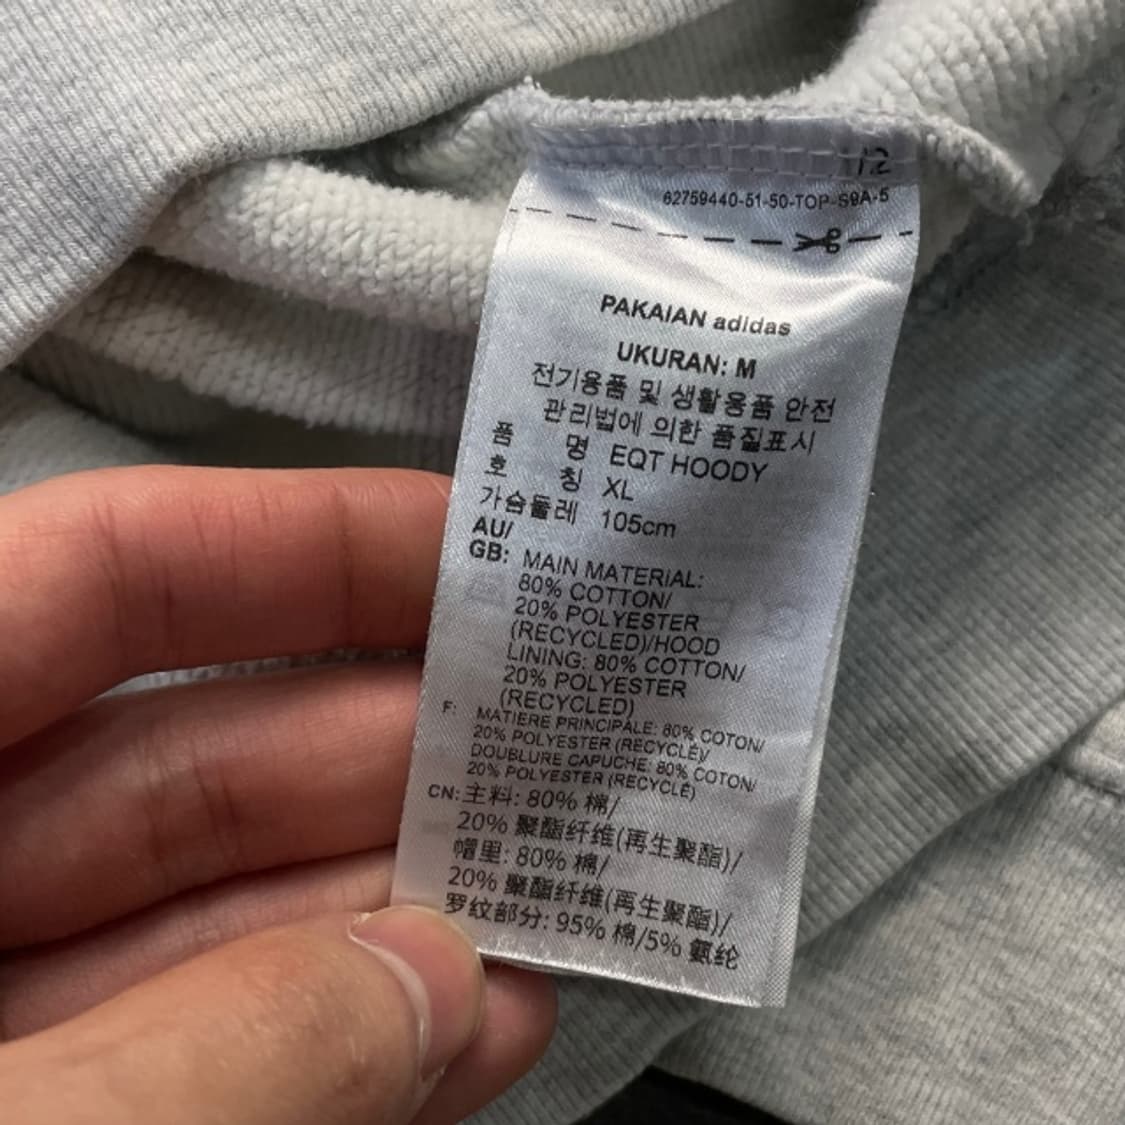 12
62759440-51-50-TOP-S9A-5
PAKAIAN adidas
UKURAN: M
전기용품 및 생활용품 안전
관리법에 의한 품질표시
품 명 EQT HOODY
호 칭 XL
가슴둘레 105cm
AU/
GB: MAIN MATERIAL:
80% COTTON/
20% POLYESTER
(RECYCLED)/HOOD
LINING: 80% COTTON/
20% POLYESTER
(RECYCLED)
F: MATIERE PRINCIPALE: 80% COTON/
20% POLYESTER (RECYCLÉ)/
DOUBLURE CAPUCHE: 80% COTON/
20% POLYESTER (RECYCLÉ)
CN: 主料: 80% 棉/
20% 聚酯纤维(再生聚酯)/
帽里: 80% 棉/
20% 聚酯纤维(再生聚酯)/
罗纹部分: 95% 棉/5% 氨纶